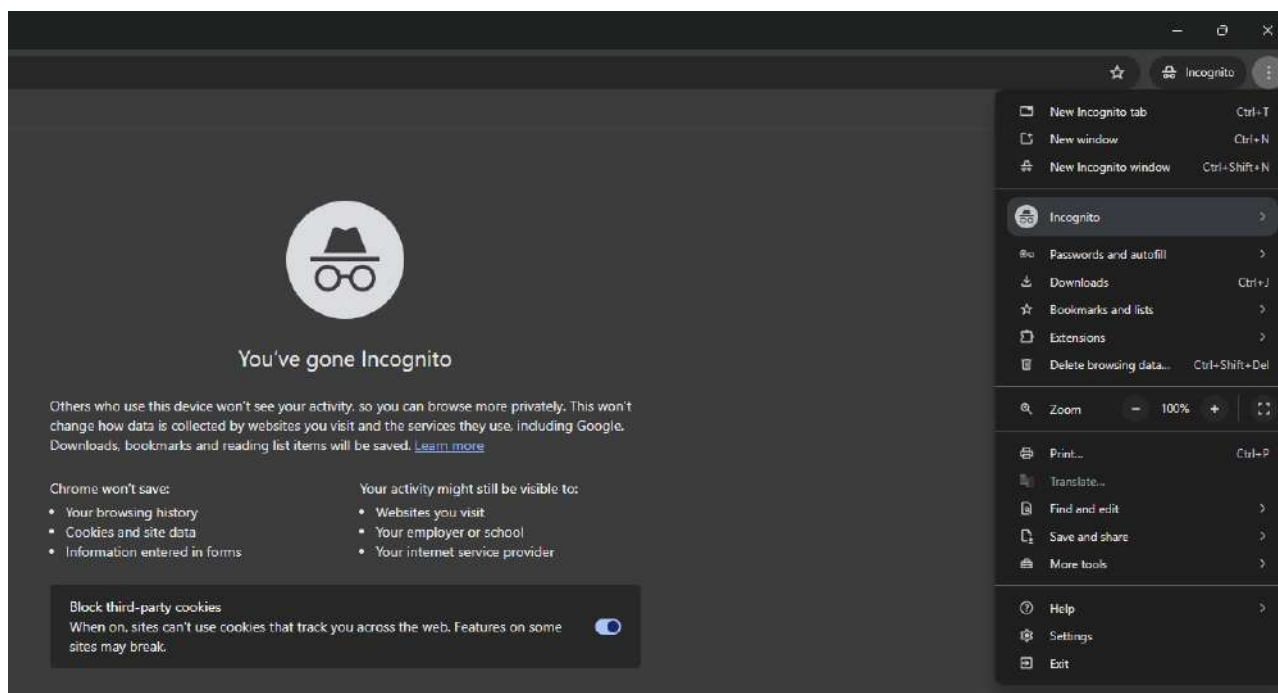 Incognito
New Incognito tab Ctrl+T
New window Ctrl+N
New Incognito window Ctrl+Shift+N
Incognito
Passwords and autofill
Downloads Ctrl+J
Bookmarks and lists
Extensions
Delete browsing data... Ctrl+Shift+Del
Zoom - 100% +
Print... Ctrl+P
Translate...
Find and edit
Save and share
More tools
Help
Settings
Exit
You've gone Incognito
Others who use this device won't see your activity, so you can browse more privately. This won't
change how data is collected by websites you visit and the services they use, including Google.
Downloads, bookmarks and reading list items will be saved. Learn more
Chrome won't save:
• Your browsing history
• Cookies and site data
• Information entered in forms
Your activity might still be visible to:
• Websites you visit
• Your employer or school
• Your internet service provider
Block third-party cookies
When on, sites can't use cookies that track you across the web. Features on some
sites may break.